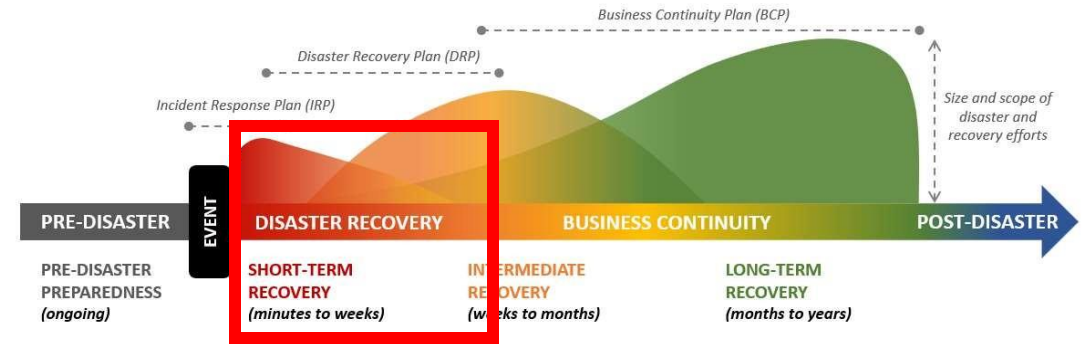 Business Continuity Plan (BCP)
Disaster Recovery Plan (DRP)
Incident Response Plan (IRP)
Size and scope of
disaster and
recovery efforts
PRE-DISASTER
EVENT
DISASTER RECOVERY
BUSINESS CONTINUITY
POST-DISASTER
PRE-DISASTER
PREPAREDNESS
(ongoing)
SHORT-TERM
RECOVERY
(minutes to weeks)
INTERMEDIATE
RECOVERY
(weeks to months)
LONG-TERM
RECOVERY
(months to years)